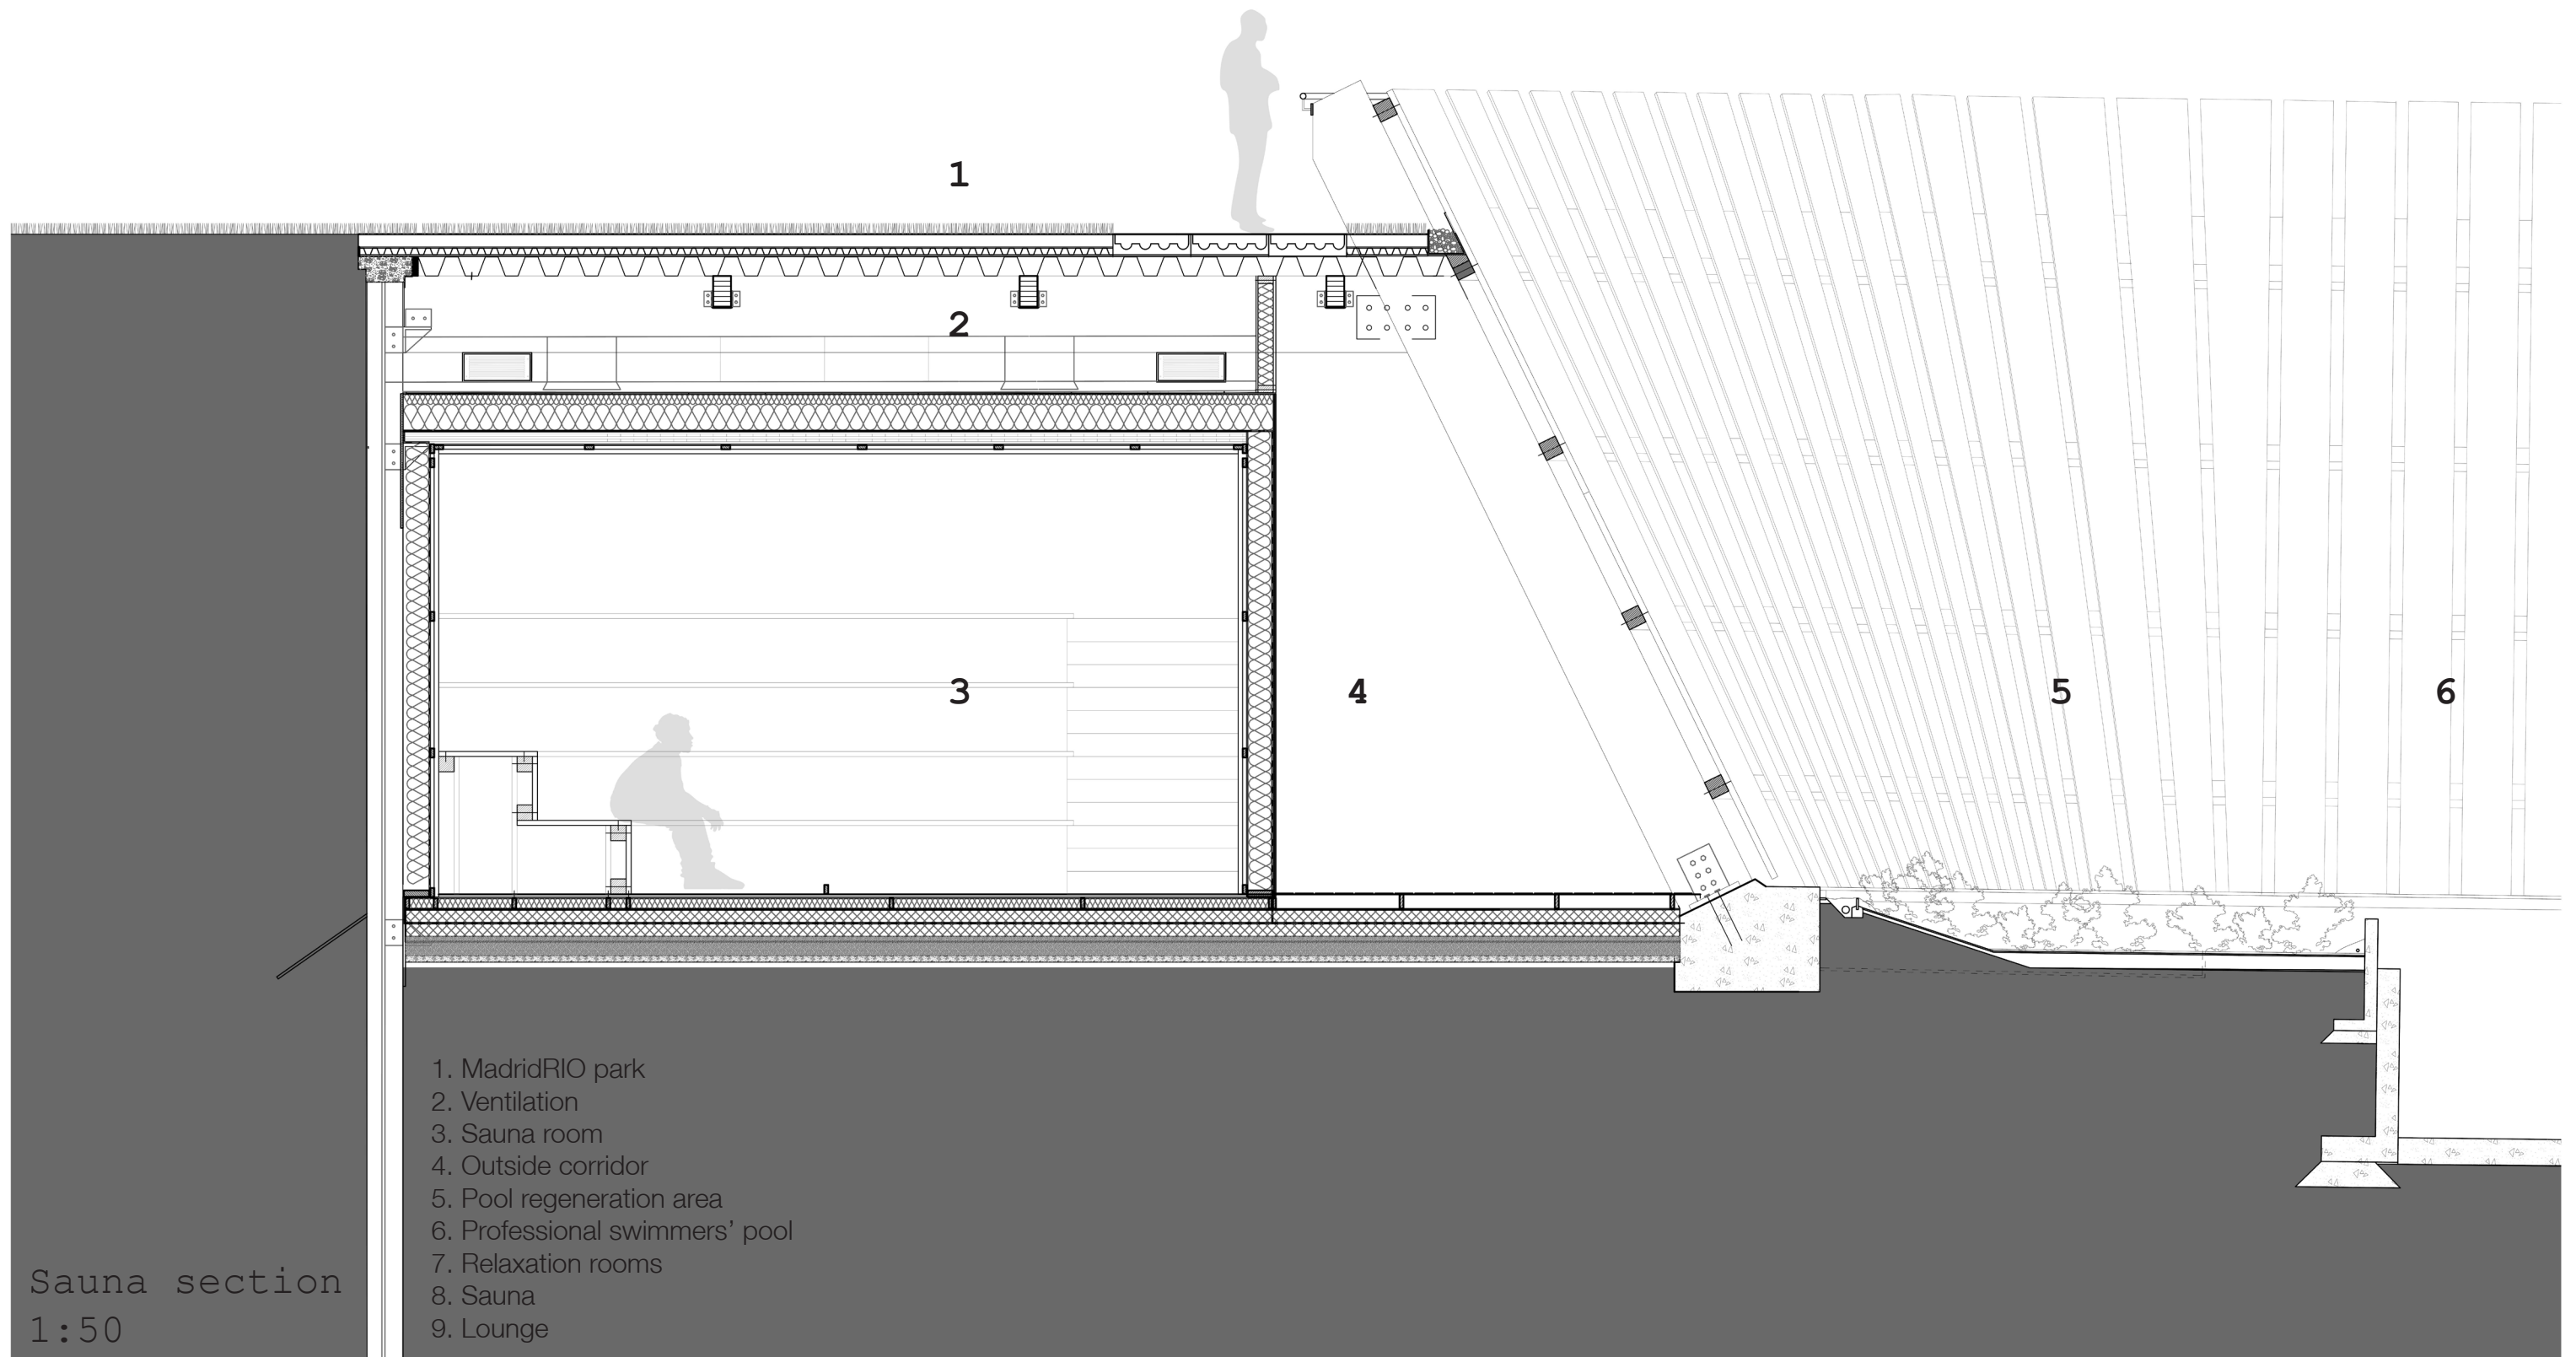 1
2
3
4
5
6
1. MadridRIO park
2. Ventilation
3. Sauna room
4. Outside corridor
5. Pool regeneration area
6. Professional swimmers’ pool
7. Relaxation rooms
8. Sauna
9. Lounge
Sauna section
1:50